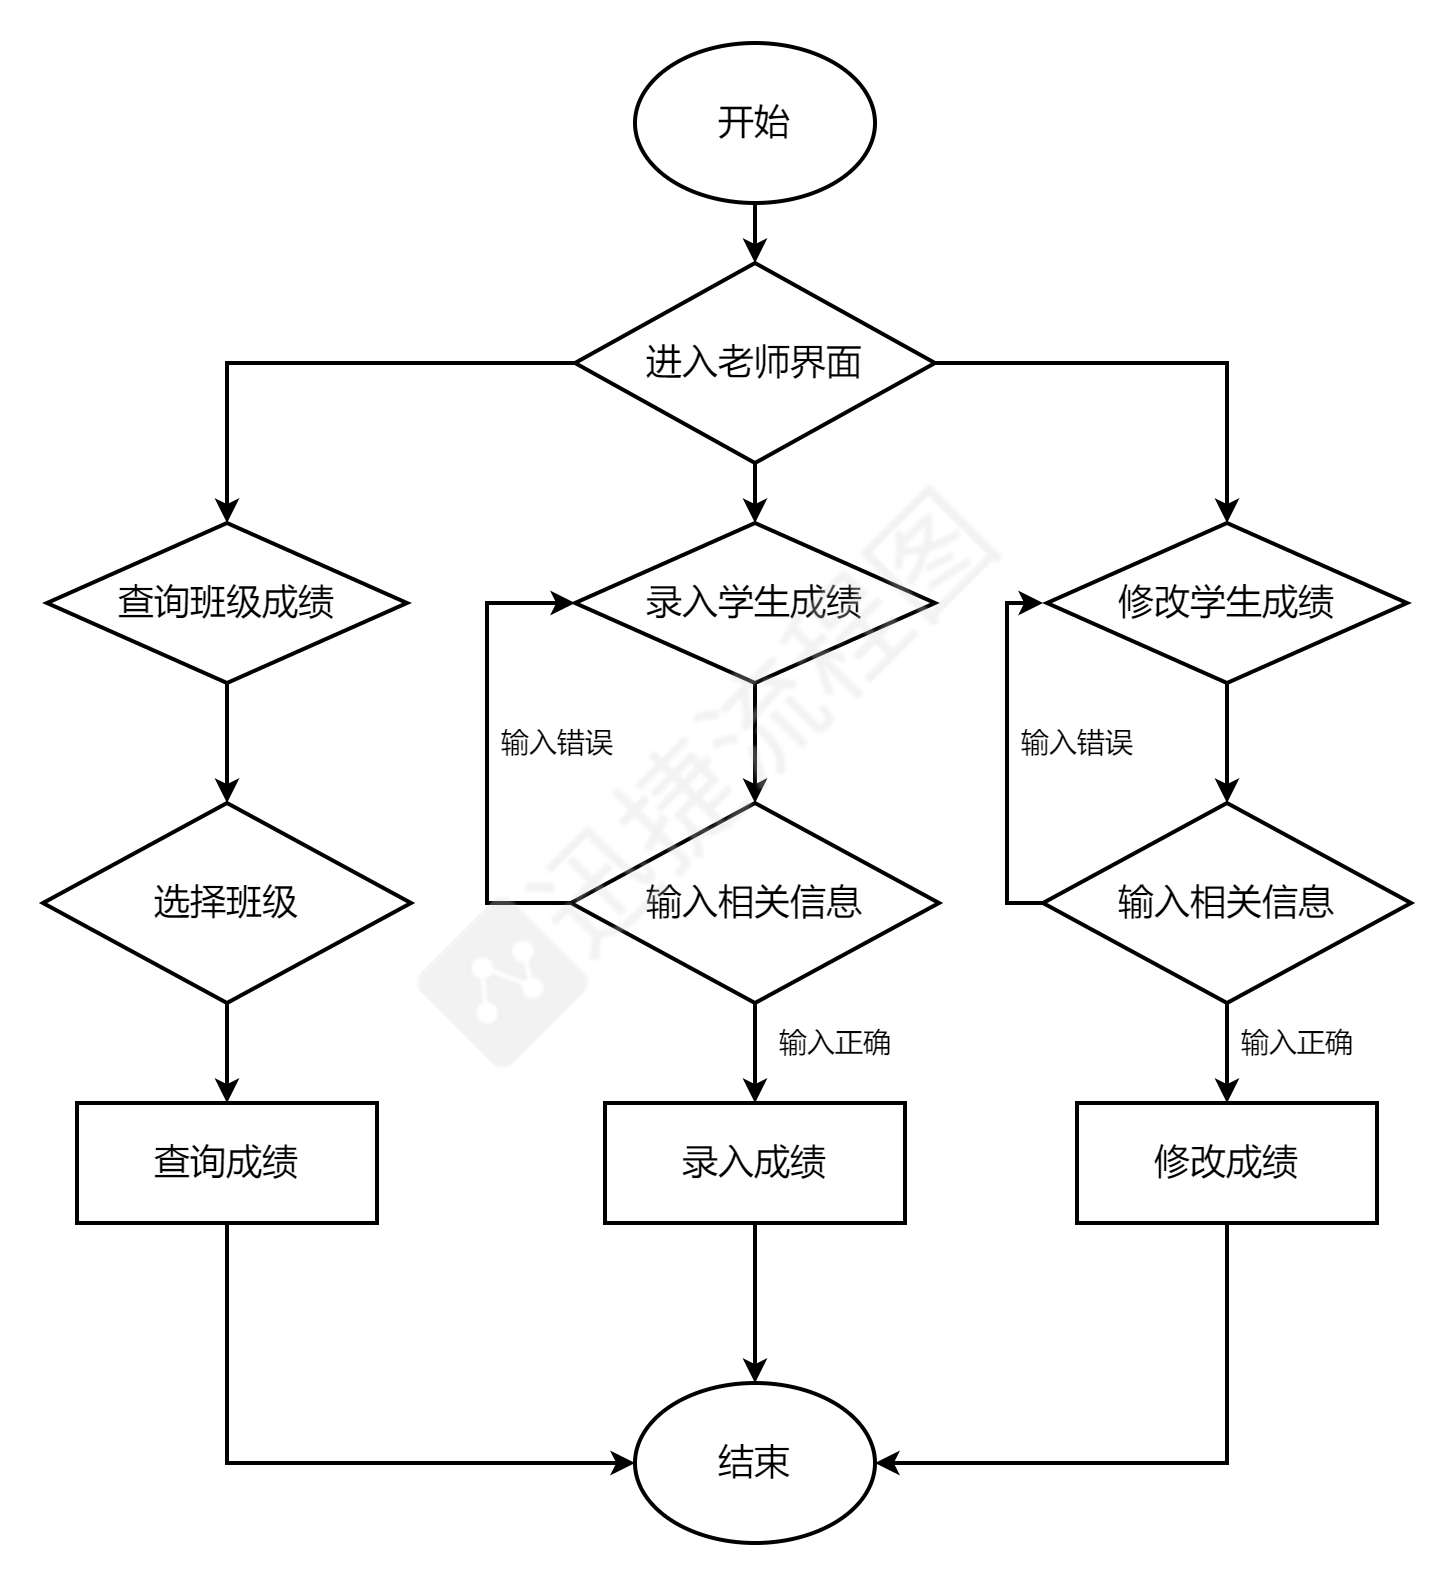 开始
进入老师界面
查询班级成绩
录入学生成绩
修改学生成绩
输入错误
输入错误
选择班级
输入相关信息
输入相关信息
输入正确
输入正确
查询成绩
录入成绩
修改成绩
结束
迅捷流程图